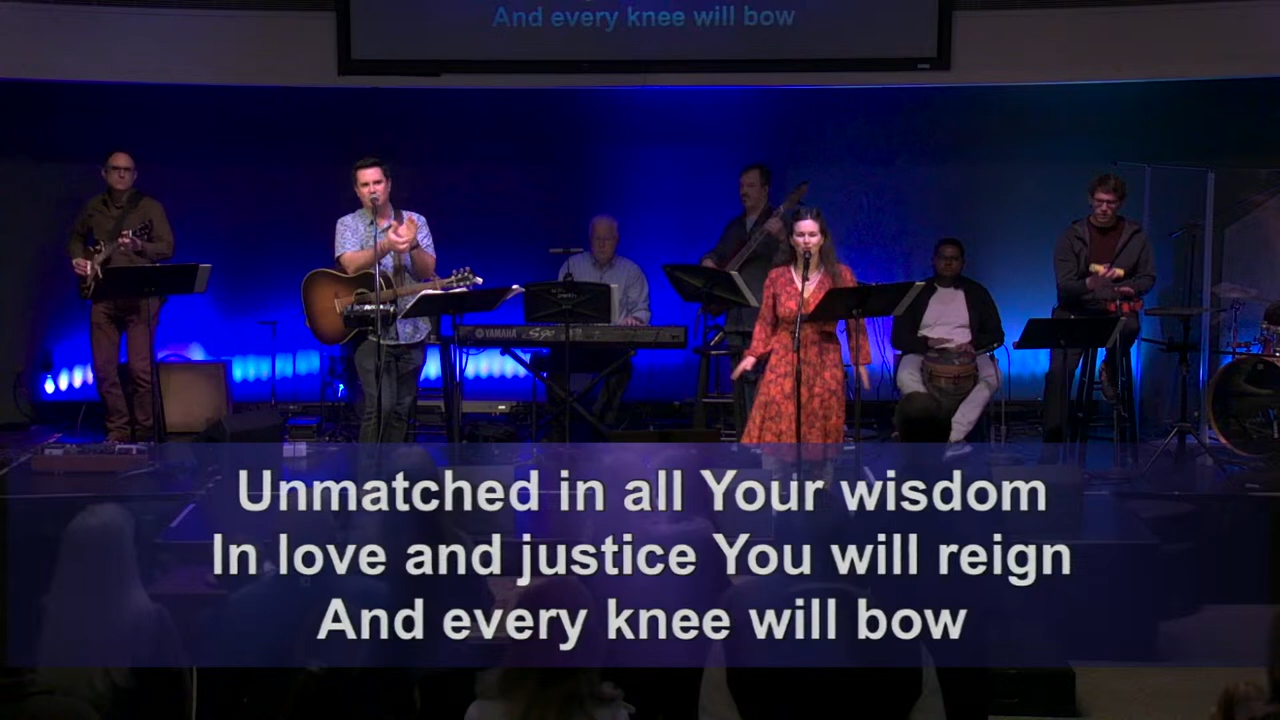 And every knee will bow
YAMAHA S90
Unmatched in all Your wisdom
In love and justice You will reign
And every knee will bow